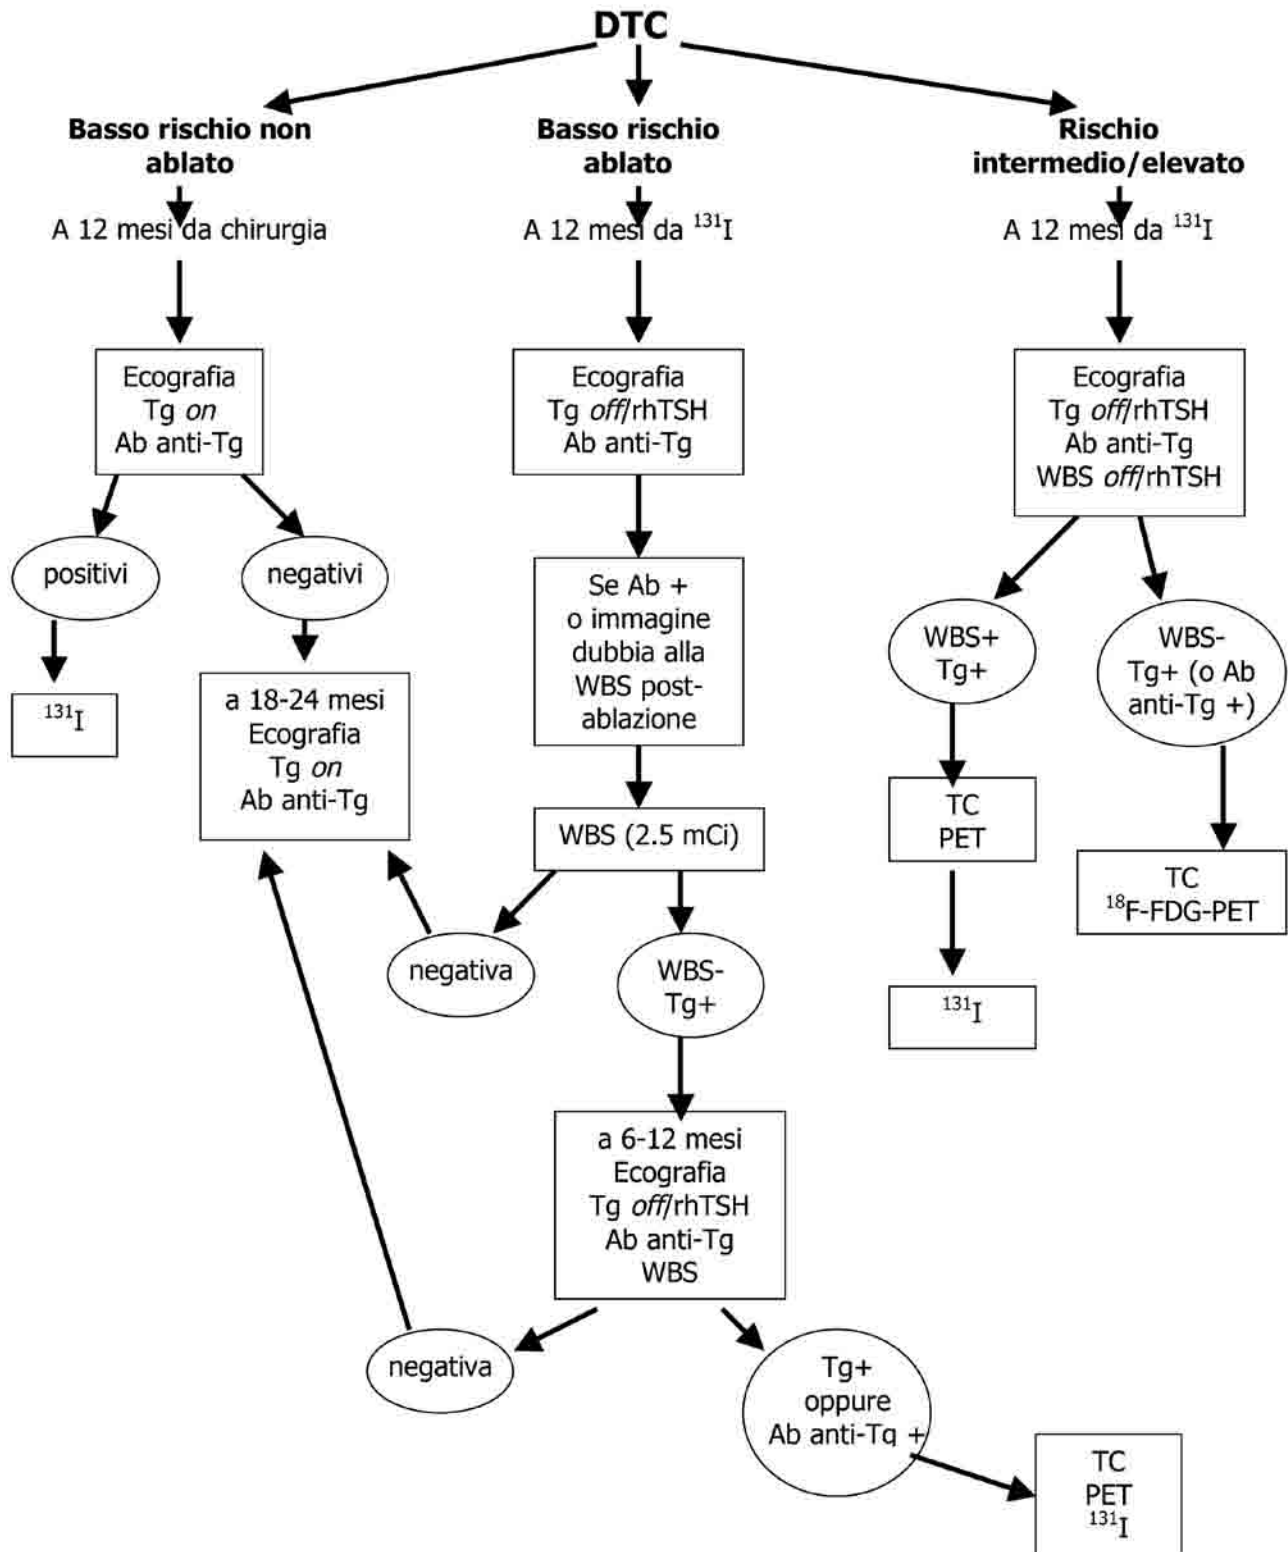 DTC
Basso rischio non
ablato
A 12 mesi da chirurgia
Ecografia
Tg on
Ab anti-Tg
positivi
negativi
¹³¹I
a 18-24 mesi
Ecografia
Tg on
Ab anti-Tg
Basso rischio
ablato
A 12 mesi da ¹³¹I
Ecografia
Tg off/rhTSH
Ab anti-Tg
Se Ab +
o immagine
dubbia alla
WBS post-
ablazione
WBS (2.5 mCi)
negativa
WBS-
Tg+
a 6-12 mesi
Ecografia
Tg off/rhTSH
Ab anti-Tg
WBS
negativa
Tg+
oppure
Ab anti-Tg +
TC
PET
¹³¹I
Rischio
intermedio/elevato
A 12 mesi da ¹³¹I
Ecografia
Tg off/rhTSH
Ab anti-Tg
WBS off/rhTSH
WBS+
Tg+
TC
PET
¹³¹I
WBS-
Tg+ (o Ab
anti-Tg +)
TC
¹⁸F-FDG-PET